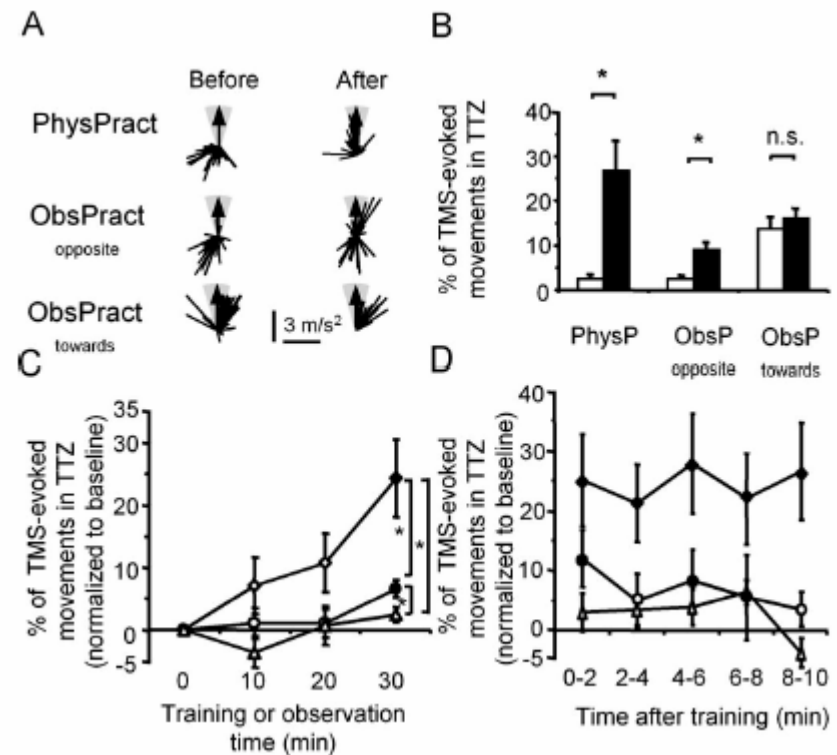 A
Before After
PhysPract
ObsPract
opposite
ObsPract
towards
3 m/s²
B
% of TMS-evoked
movements in TTZ
40
30
20
10
0
*
*
n.s.
PhysP ObsP ObsP
opposite towards
C
% of TMS-evoked
movements in TTZ
(normalized to baseline)
35
30
20
10
0
-5
*
*
*
0 10 20 30
Training or observation
time (min)
D
% of TMS-evoked
movements in TTZ
(normalized to baseline)
40
30
20
10
0
-5
0-2 2-4 4-6 6-8 8-10
Time after training (min)